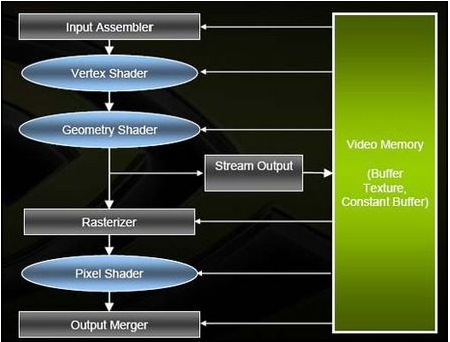 Input Assembler
Vertex Shader
Geometry Shader
Stream Output
Video Memory
(Buffer
Texture,
Constant Buffer)
Rasterizer
Pixel Shader
Output Merger